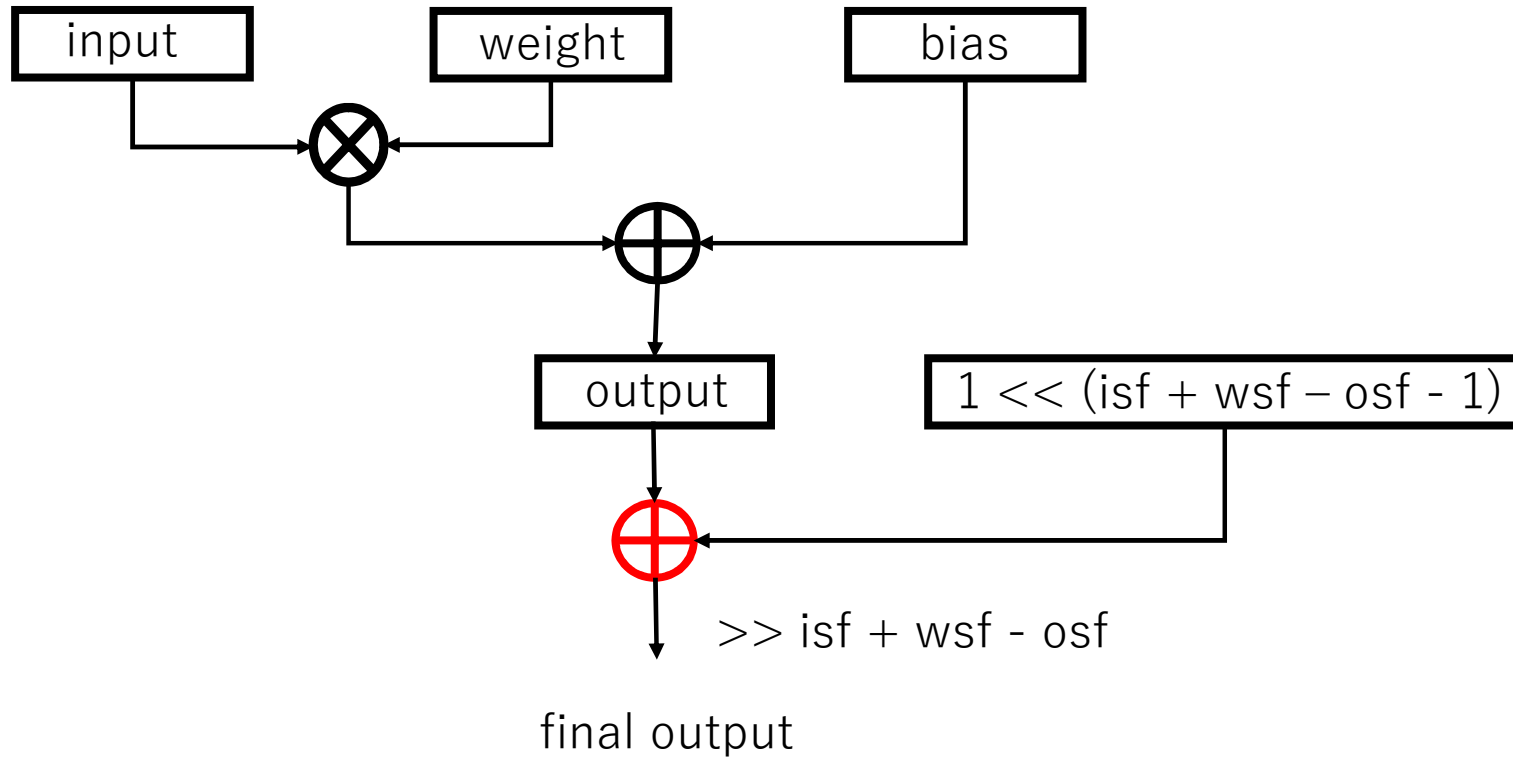 input
weight
bias
output
1 << (isf + wsf – osf - 1)
>> isf + wsf - osf
final output